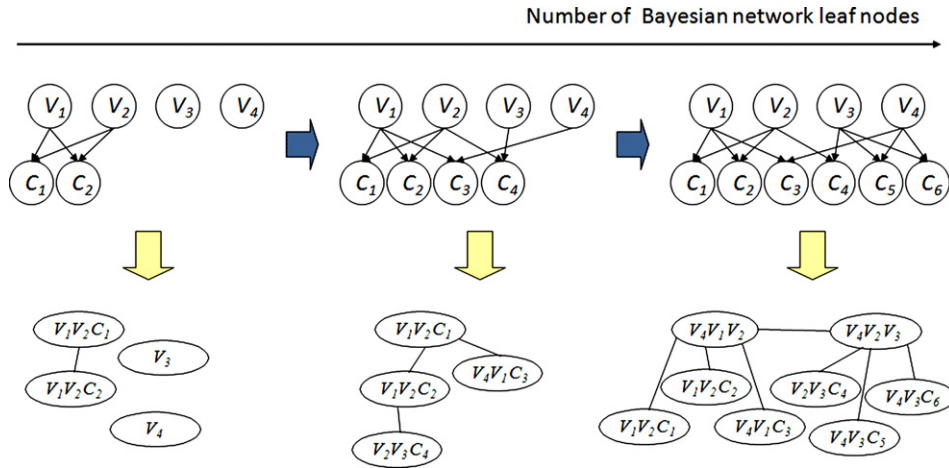 Number of Bayesian network leaf nodes
V₁ V₂ V₃ V₄ V₁ V₂ V₃ V₄ V₁ V₂ V₃ V₄
C₁ C₂ C₁ C₂ C₃ C₄ C₁ C₂ C₃ C₄ C₅ C₆
V₁V₂C₁ V₁V₂C₁ V₄V₁V₂ V₄V₂V₃
V₃ V₄V₁C₃
V₁V₂C₂ V₁V₂C₂ V₁V₂C₂ V₂V₃C₄ V₄V₃C₆
V₄ V₁V₂C₁ V₄V₁C₃ V₄V₃C₅
V₂V₃C₄